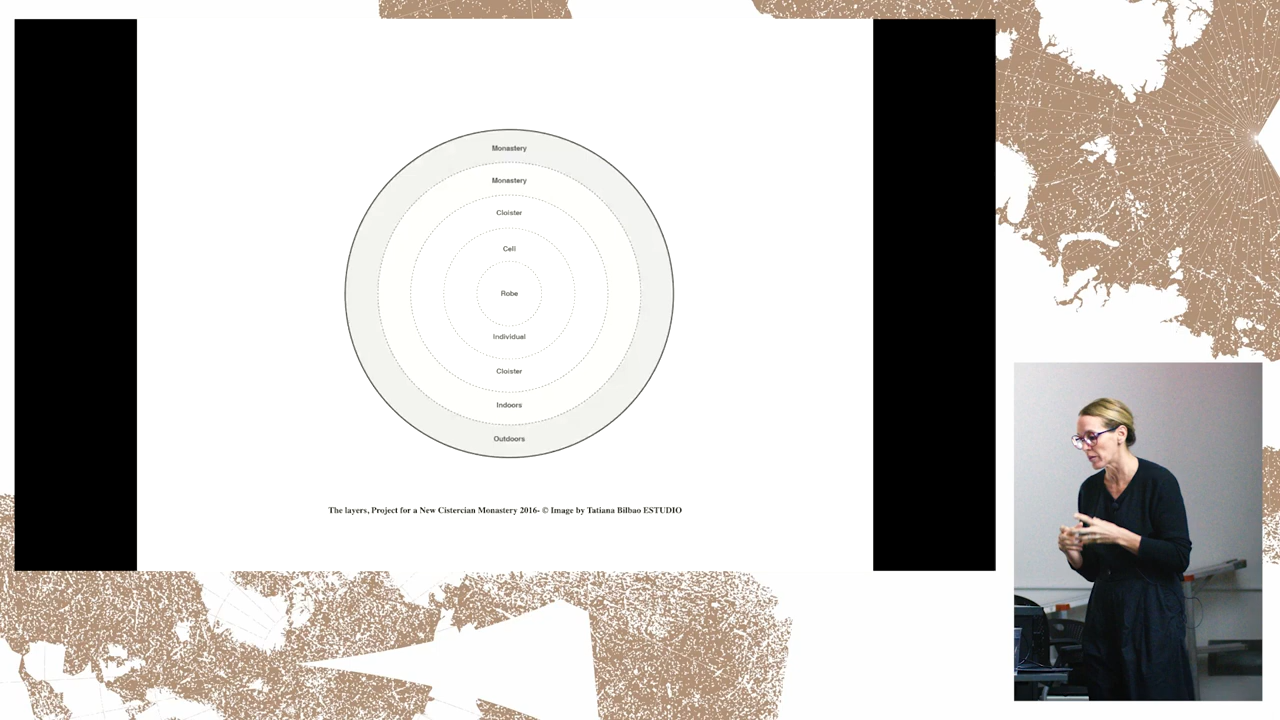 Monastery
Monastery
Cloister
Cell
Robe
Individual
Cloister
Indoors
Outdoors
The layers, Project for a New Cistercian Monastery 2016- © Image by Tatiana Bilbao ESTUDIO